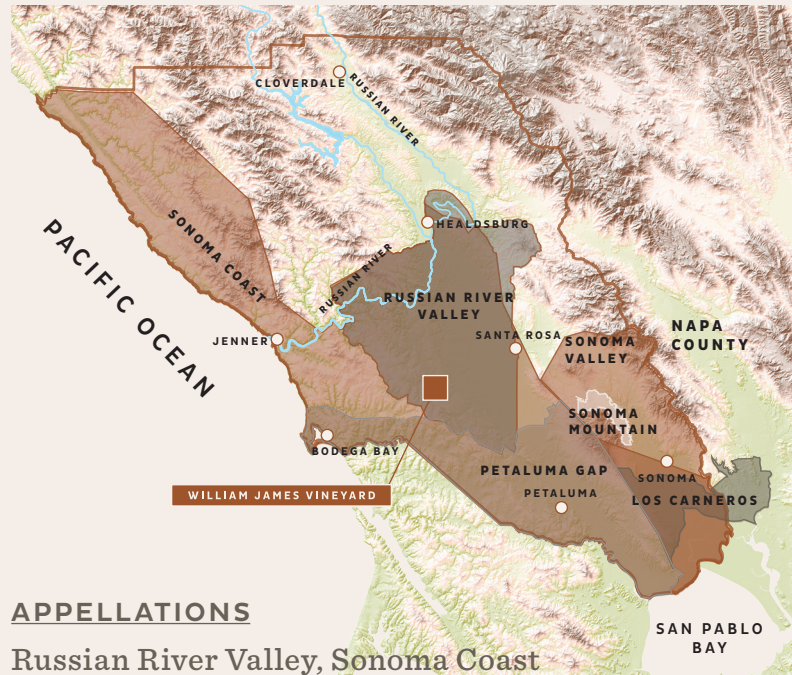 CLOVERDALE
RUSSIAN RIVER
SONOMA COAST
HEALDSBURG
PACIFIC OCEAN
RUSSIAN RIVER
RUSSIAN RIVER
VALLEY
JENNER
SANTA ROSA
SONOMA
VALLEY
NAPA
COUNTY
SONOMA
MOUNTAIN
BODEGA BAY
PETALUMA GAP
SONOMA
WILLIAM JAMES VINEYARD
PETALUMA
LOS CARNEROS
APPELLATIONS
SAN PABLO
BAY
Russian River Valley, Sonoma Coast